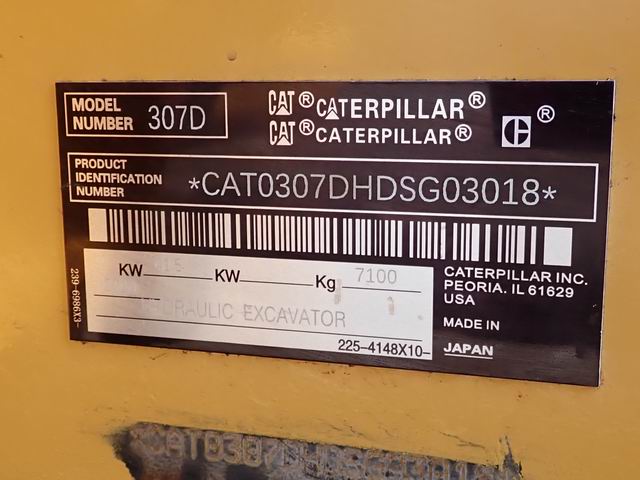 MODEL NUMBER 307D
CAT® CATERPILLAR®
CAT® CATERPILLAR®
C ®
PRODUCT IDENTIFICATION NUMBER
*CAT0307DHDSG03018*
KW KW Kg 7100
HYDRAULIC EXCAVATOR
225-4148X10-
239-6986X3-
CATERPILLAR INC.
PEORIA. IL 61629
USA
MADE IN
JAPAN